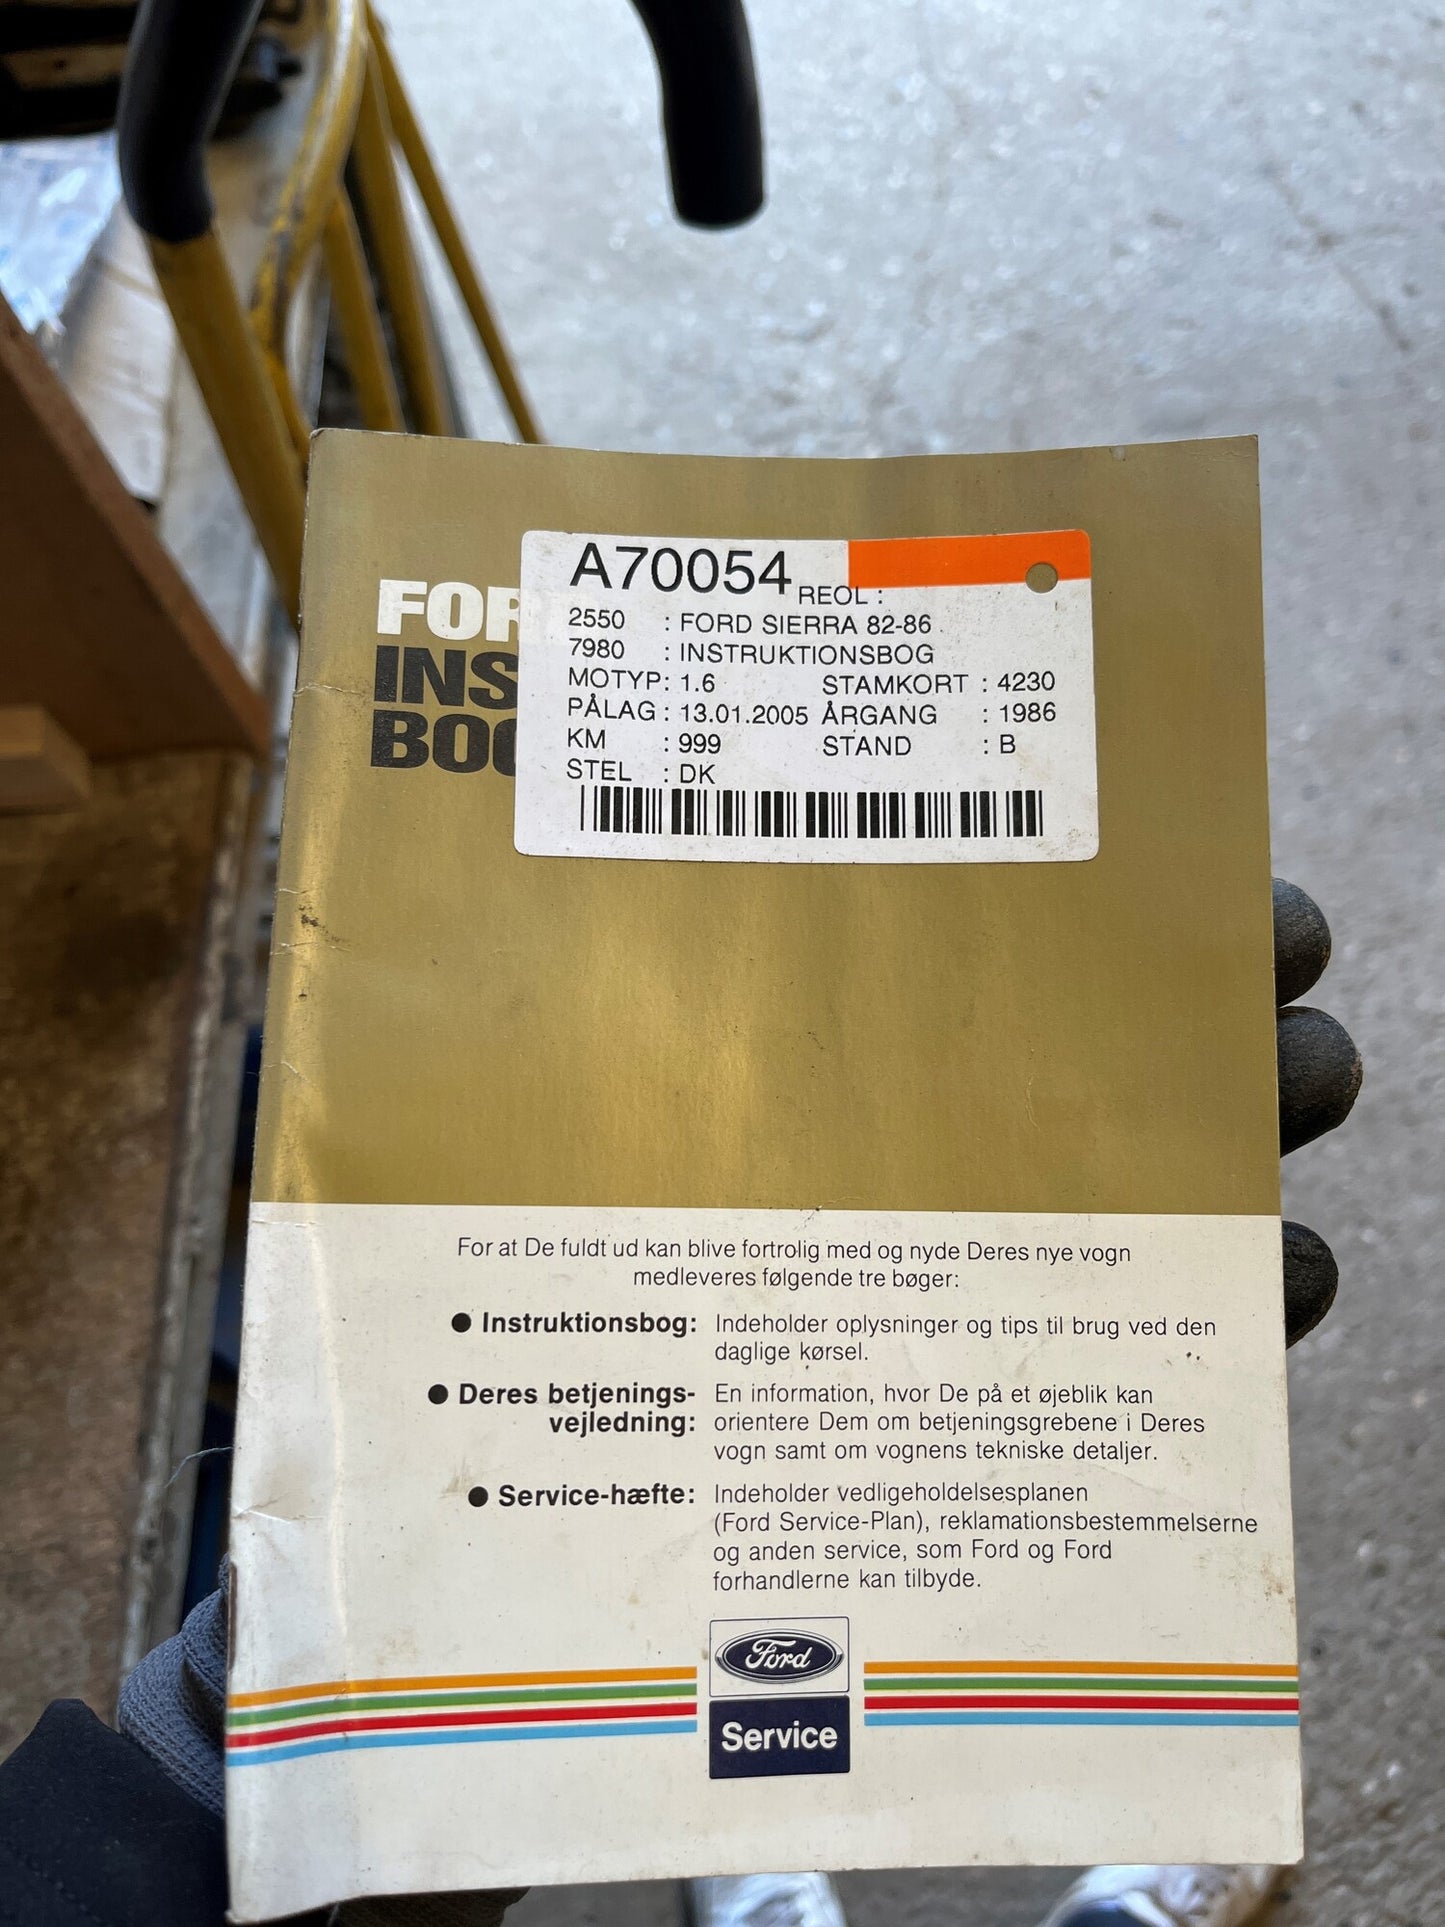 A70054 REOL :
2550 : FORD SIERRA 82-86
7980 : INSTRUKTIONSBOG
MOTYP: 1.6 STAMKORT : 4230
PÅLAG : 13.01.2005 ÅRGANG : 1986
KM : 999 STAND : B
STEL : DK
FOR
INS
BOO
For at De fuldt ud kan blive fortrolig med og nyde Deres nye vogn
medleveres følgende tre bøger:
● Instruktionsbog: Indeholder oplysninger og tips til brug ved den
daglige kørsel.
● Deres betjenings- En information, hvor De på et øjeblik kan
vejledning: orientere Dem om betjeningsgrebene i Deres
vogn samt om vognens tekniske detaljer.
● Service-hæfte: Indeholder vedligeholdelsesplanen
(Ford Service-Plan), reklamationsbestemmelserne
og anden service, som Ford og Ford
forhandlerne kan tilbyde.
Ford
Service